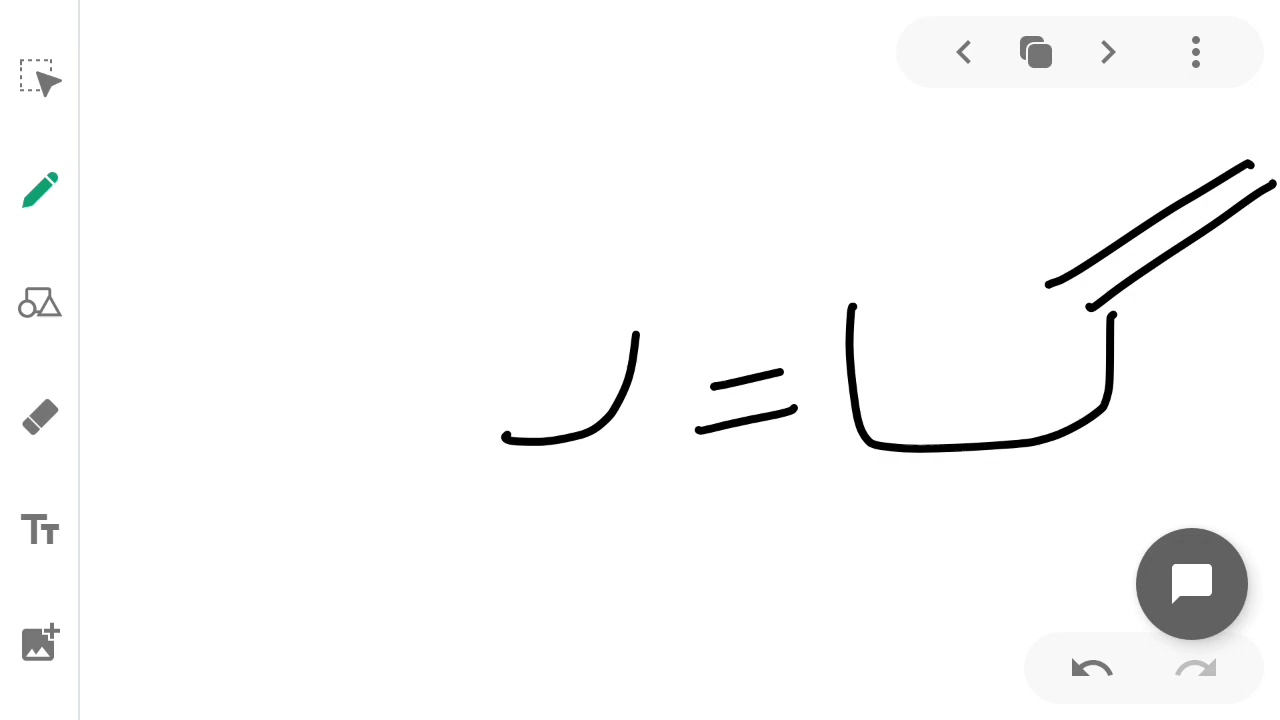 گ = ر